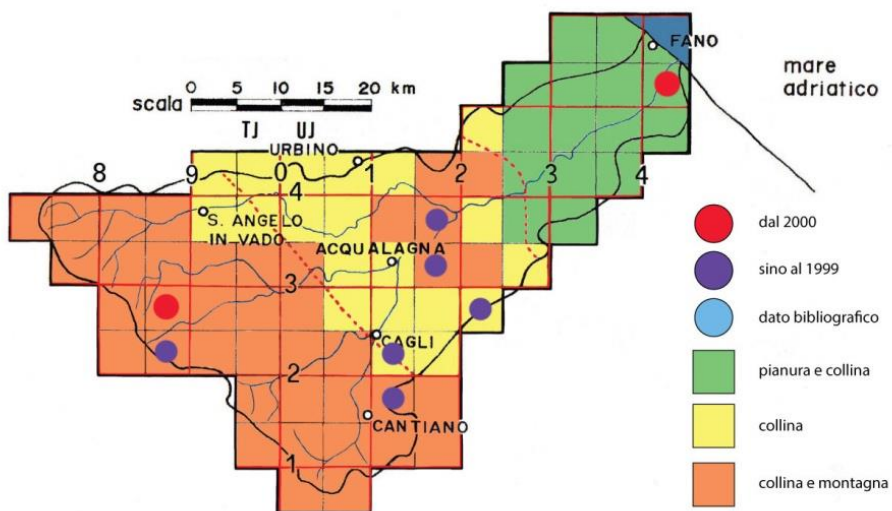 FANO
mare
adriatico
0 5 10 15 20 km
scala
TJ UJ
URBINO
8 9 0 1 2 3 4
4
S. ANGELO
IN VADO
ACQUALAGNA
3
CAGLI
2
CANTIANO
1
dal 2000
sino al 1999
dato bibliografico
pianura e collina
collina
collina e montagna